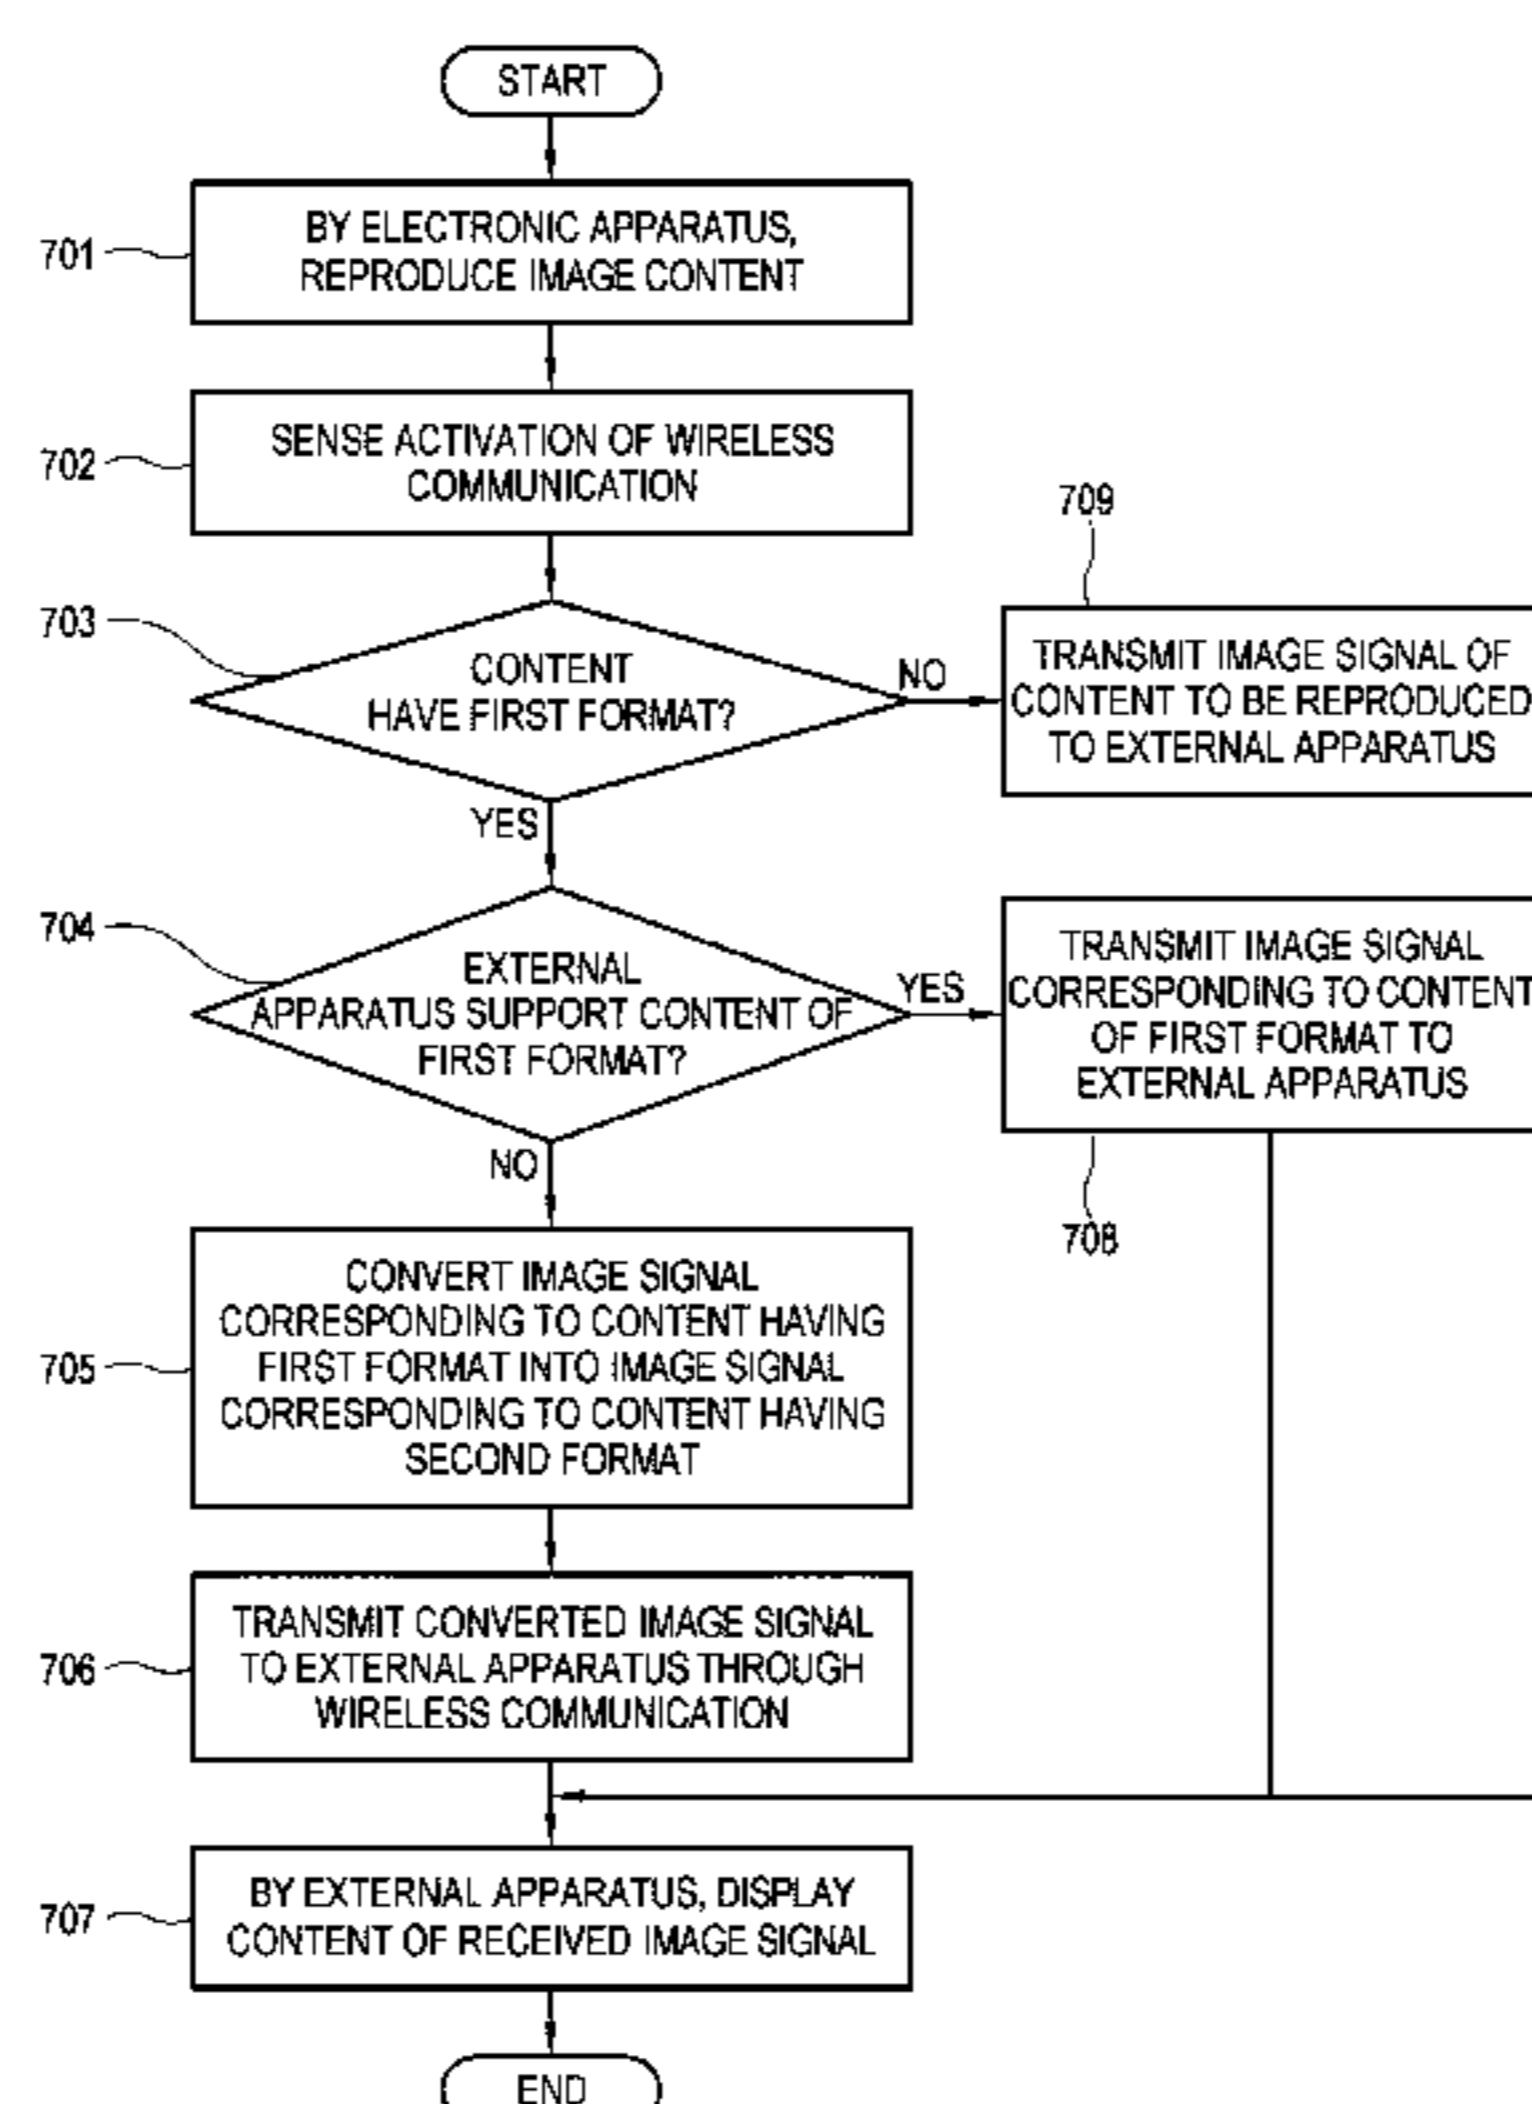 START
701
BY ELECTRONIC APPARATUS,
REPRODUCE IMAGE CONTENT
702
SENSE ACTIVATION OF WIRELESS
COMMUNICATION
703
CONTENT
HAVE FIRST FORMAT?
NO
709
TRANSMIT IMAGE SIGNAL OF
CONTENT TO BE REPRODUCED
TO EXTERNAL APPARATUS
YES
704
EXTERNAL
APPARATUS SUPPORT CONTENT OF
FIRST FORMAT?
YES
TRANSMIT IMAGE SIGNAL
CORRESPONDING TO CONTENT
OF FIRST FORMAT TO
EXTERNAL APPARATUS
708
NO
705
CONVERT IMAGE SIGNAL
CORRESPONDING TO CONTENT HAVING
FIRST FORMAT INTO IMAGE SIGNAL
CORRESPONDING TO CONTENT HAVING
SECOND FORMAT
706
TRANSMIT CONVERTED IMAGE SIGNAL
TO EXTERNAL APPARATUS THROUGH
WIRELESS COMMUNICATION
707
BY EXTERNAL APPARATUS, DISPLAY
CONTENT OF RECEIVED IMAGE SIGNAL
END